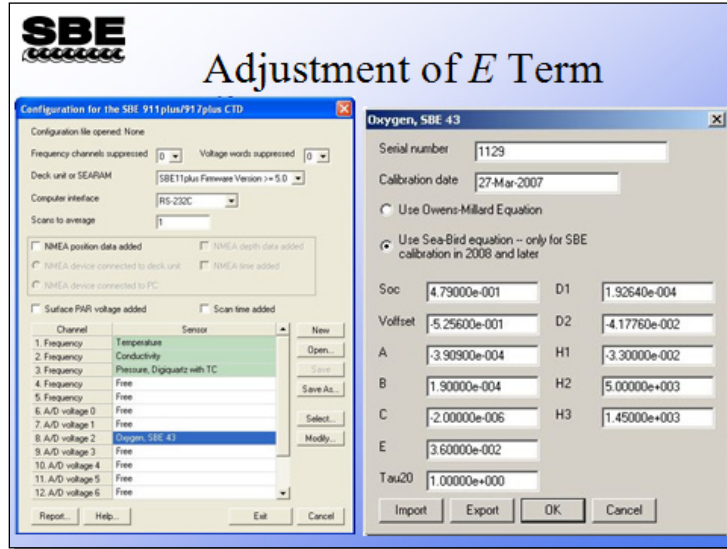 SBE
Adjustment of E Term
Configuration for the SBE 911plus/917plus CTD
Configuration file opened: None
Frequency channels suppressed 0 Voltage words suppressed 0
Deck unit or SEARAM SBE11plus Firmware Version >= 5.0
Computer interface RS-232C
Scans to average 1
NMEA position data added NMEA depth data added
NMEA device connected to deck unit NMEA time added
NMEA device connected to PC
Surface PAR voltage added Scan time added
Channel Sensor New
1. Frequency Temperature
2. Frequency Conductivity Open...
3. Frequency Pressure, Digiquartz with TC Save
4. Frequency Free
5. Frequency Free Save As...
6. A/D voltage 0 Free
7. A/D voltage 1 Free Select...
8. A/D voltage 2 Oxygen, SBE 43 Modify...
9. A/D voltage 3 Free
10. A/D voltage 4 Free
11. A/D voltage 5 Free
12. A/D voltage 6 Free
Report... Help... Exit Cancel
Oxygen, SBE 43
Serial number 1129
Calibration date 27-Mar-2007
Use Owens-Millard Equation
Use Sea-Bird equation -- only for SBE
calibration in 2008 and later
Soc 4.79000e-001 D1 1.92640e-004
Voffset -5.25600e-001 D2 -4.17760e-002
A -3.90900e-004 H1 -3.30000e-002
B 1.90000e-004 H2 5.00000e+003
C -2.00000e-006 H3 1.45000e+003
E 3.60000e-002
Tau20 1.00000e+000
Import Export OK Cancel